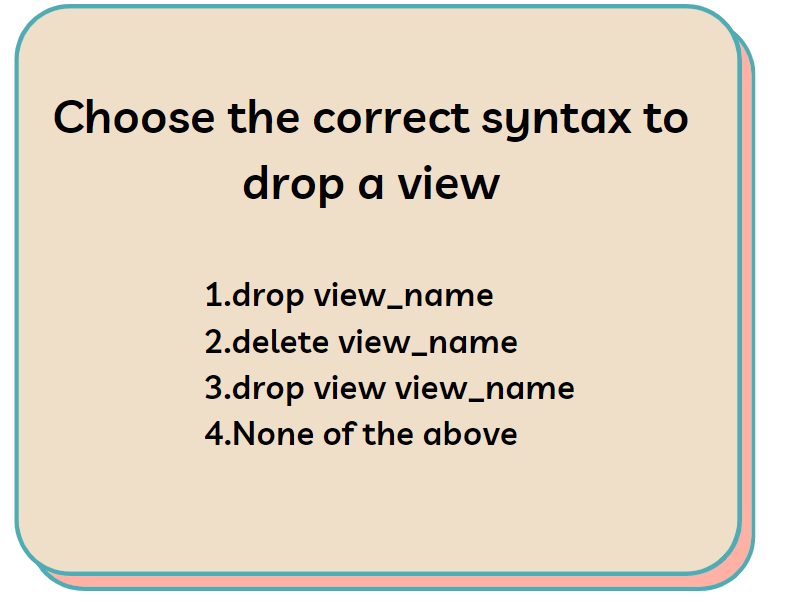 Choose the correct syntax to
drop a view
1.drop view_name
2.delete view_name
3.drop view view_name
4.None of the above